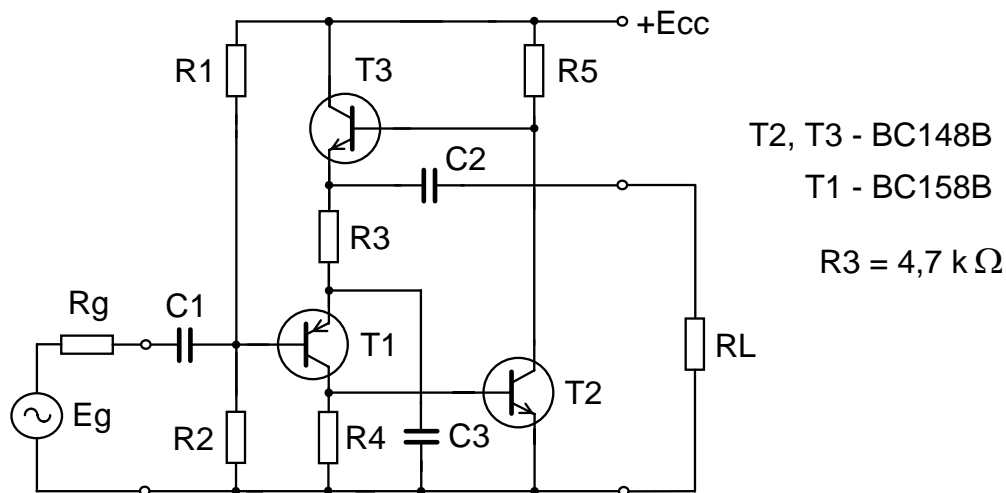 +Ecc
R1
T3
R5
C2
T2, T3 - BC148B
T1 - BC158B
R3
R3 = 4,7 k Ω
Rg
C1
T1
RL
T2
Eg
R2
R4
C3